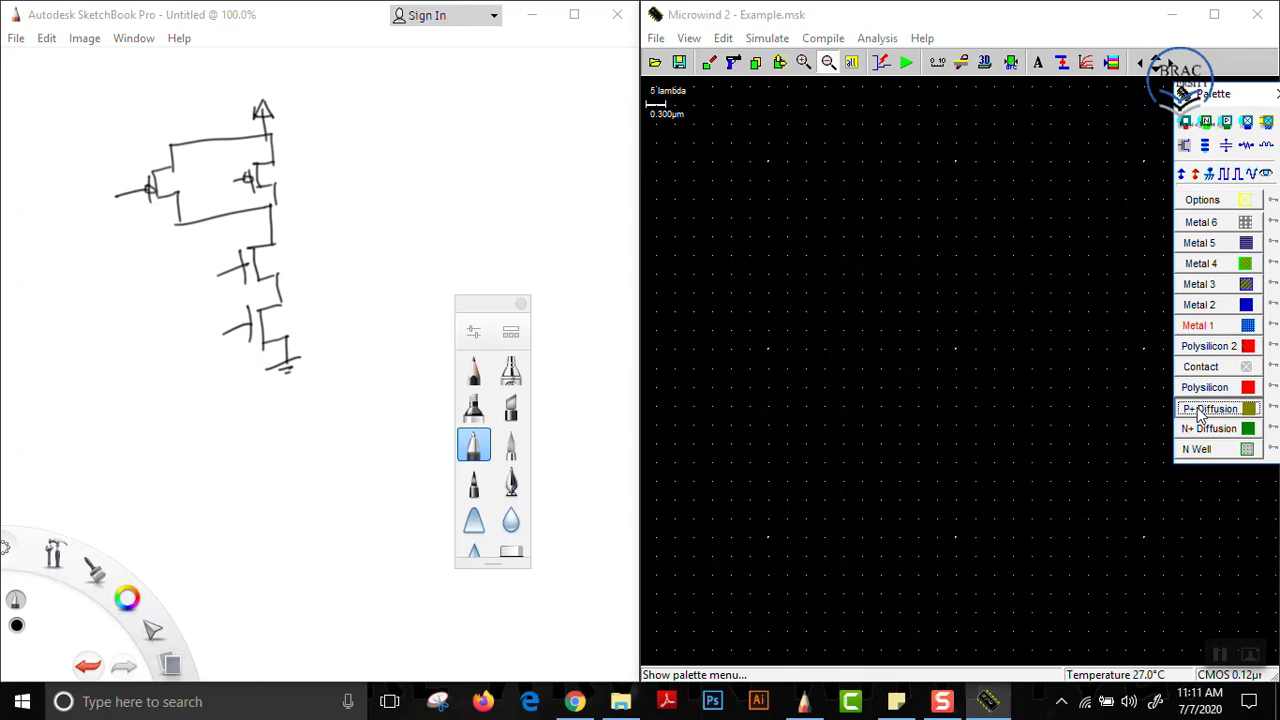 Autodesk SketchBook Pro - Untitled @ 100.0%
Sign In
File Edit Image Window Help
Microwind 2 - Example.msk
File View Edit Simulate Compile Analysis Help
5 lambda
0.300µm
BRAC
Palette
Options
Metal 6
Metal 5
Metal 4
Metal 3
Metal 2
Metal 1
Polysilicon 2
Contact
Polysilicon
P+ Diffusion
N+ Diffusion
N Well
Show palette menu...
Temperature 27.0°C
CMOS 0.12µ
Type here to search
11:11 AM
7/7/2020